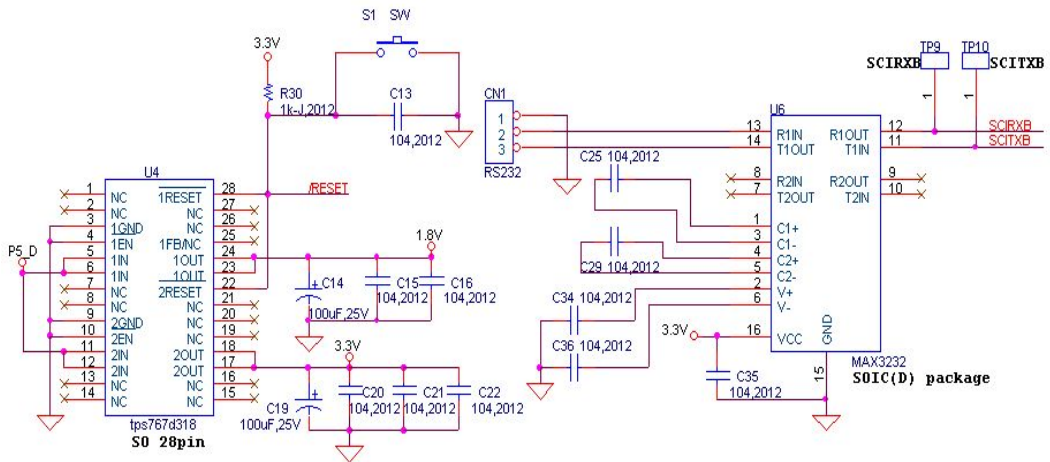 S1 SW
3.3V
R30
1k-J,2012
C13
104,2012
U4
1 NC
2 NC
3 1GND
4 1EN
5 1IN
6 1IN
7 NC
8 NC
9 2GND
10 2EN
11 2IN
12 2IN
13 NC
14 NC
1RESET 28
NC 27
NC 26
1FB/NC 25
1OUT 24
1OUT 23
2RESET 22
NC 21
NC 20
NC 19
2OUT 18
2OUT 17
NC 16
NC 15
tps767d318
SO 28pin
P5_D
/RESET
1.8V
C14
100uF,25V
C15
104,2012
C16
104,2012
3.3V
C19
100uF,25V
C20
104,2012
C21
104,2012
C22
104,2012
CN1
1
2
3
RS232
TP9
SCIRXB
1
TP10
SCITXB
1
U6
13 R1IN
14 T1OUT
8 R2IN
7 T2OUT
1 C1+
3 C1-
4 C2+
5 C2-
2 V+
6 V-
16 VCC
GND
15
R1OUT 12
T1IN 11
R2OUT 9
T2IN 10
SCIRXB
SCITXB
C25 104,2012
C29 104,2012
C34 104,2012
C36 104,2012
3.3V
C35
104,2012
MAX3232
SOIC(D) package